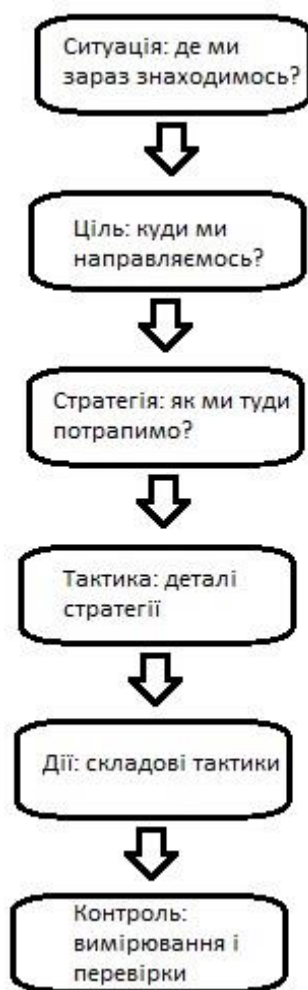 Ситуація: де ми
зараз знаходимось?
Ціль: куди ми
направляємось?
Стратегія: як ми туди
потрапимо?
Тактика: деталі
стратегії
Дії: складові тактики
Контроль:
вимірювання і
перевірки